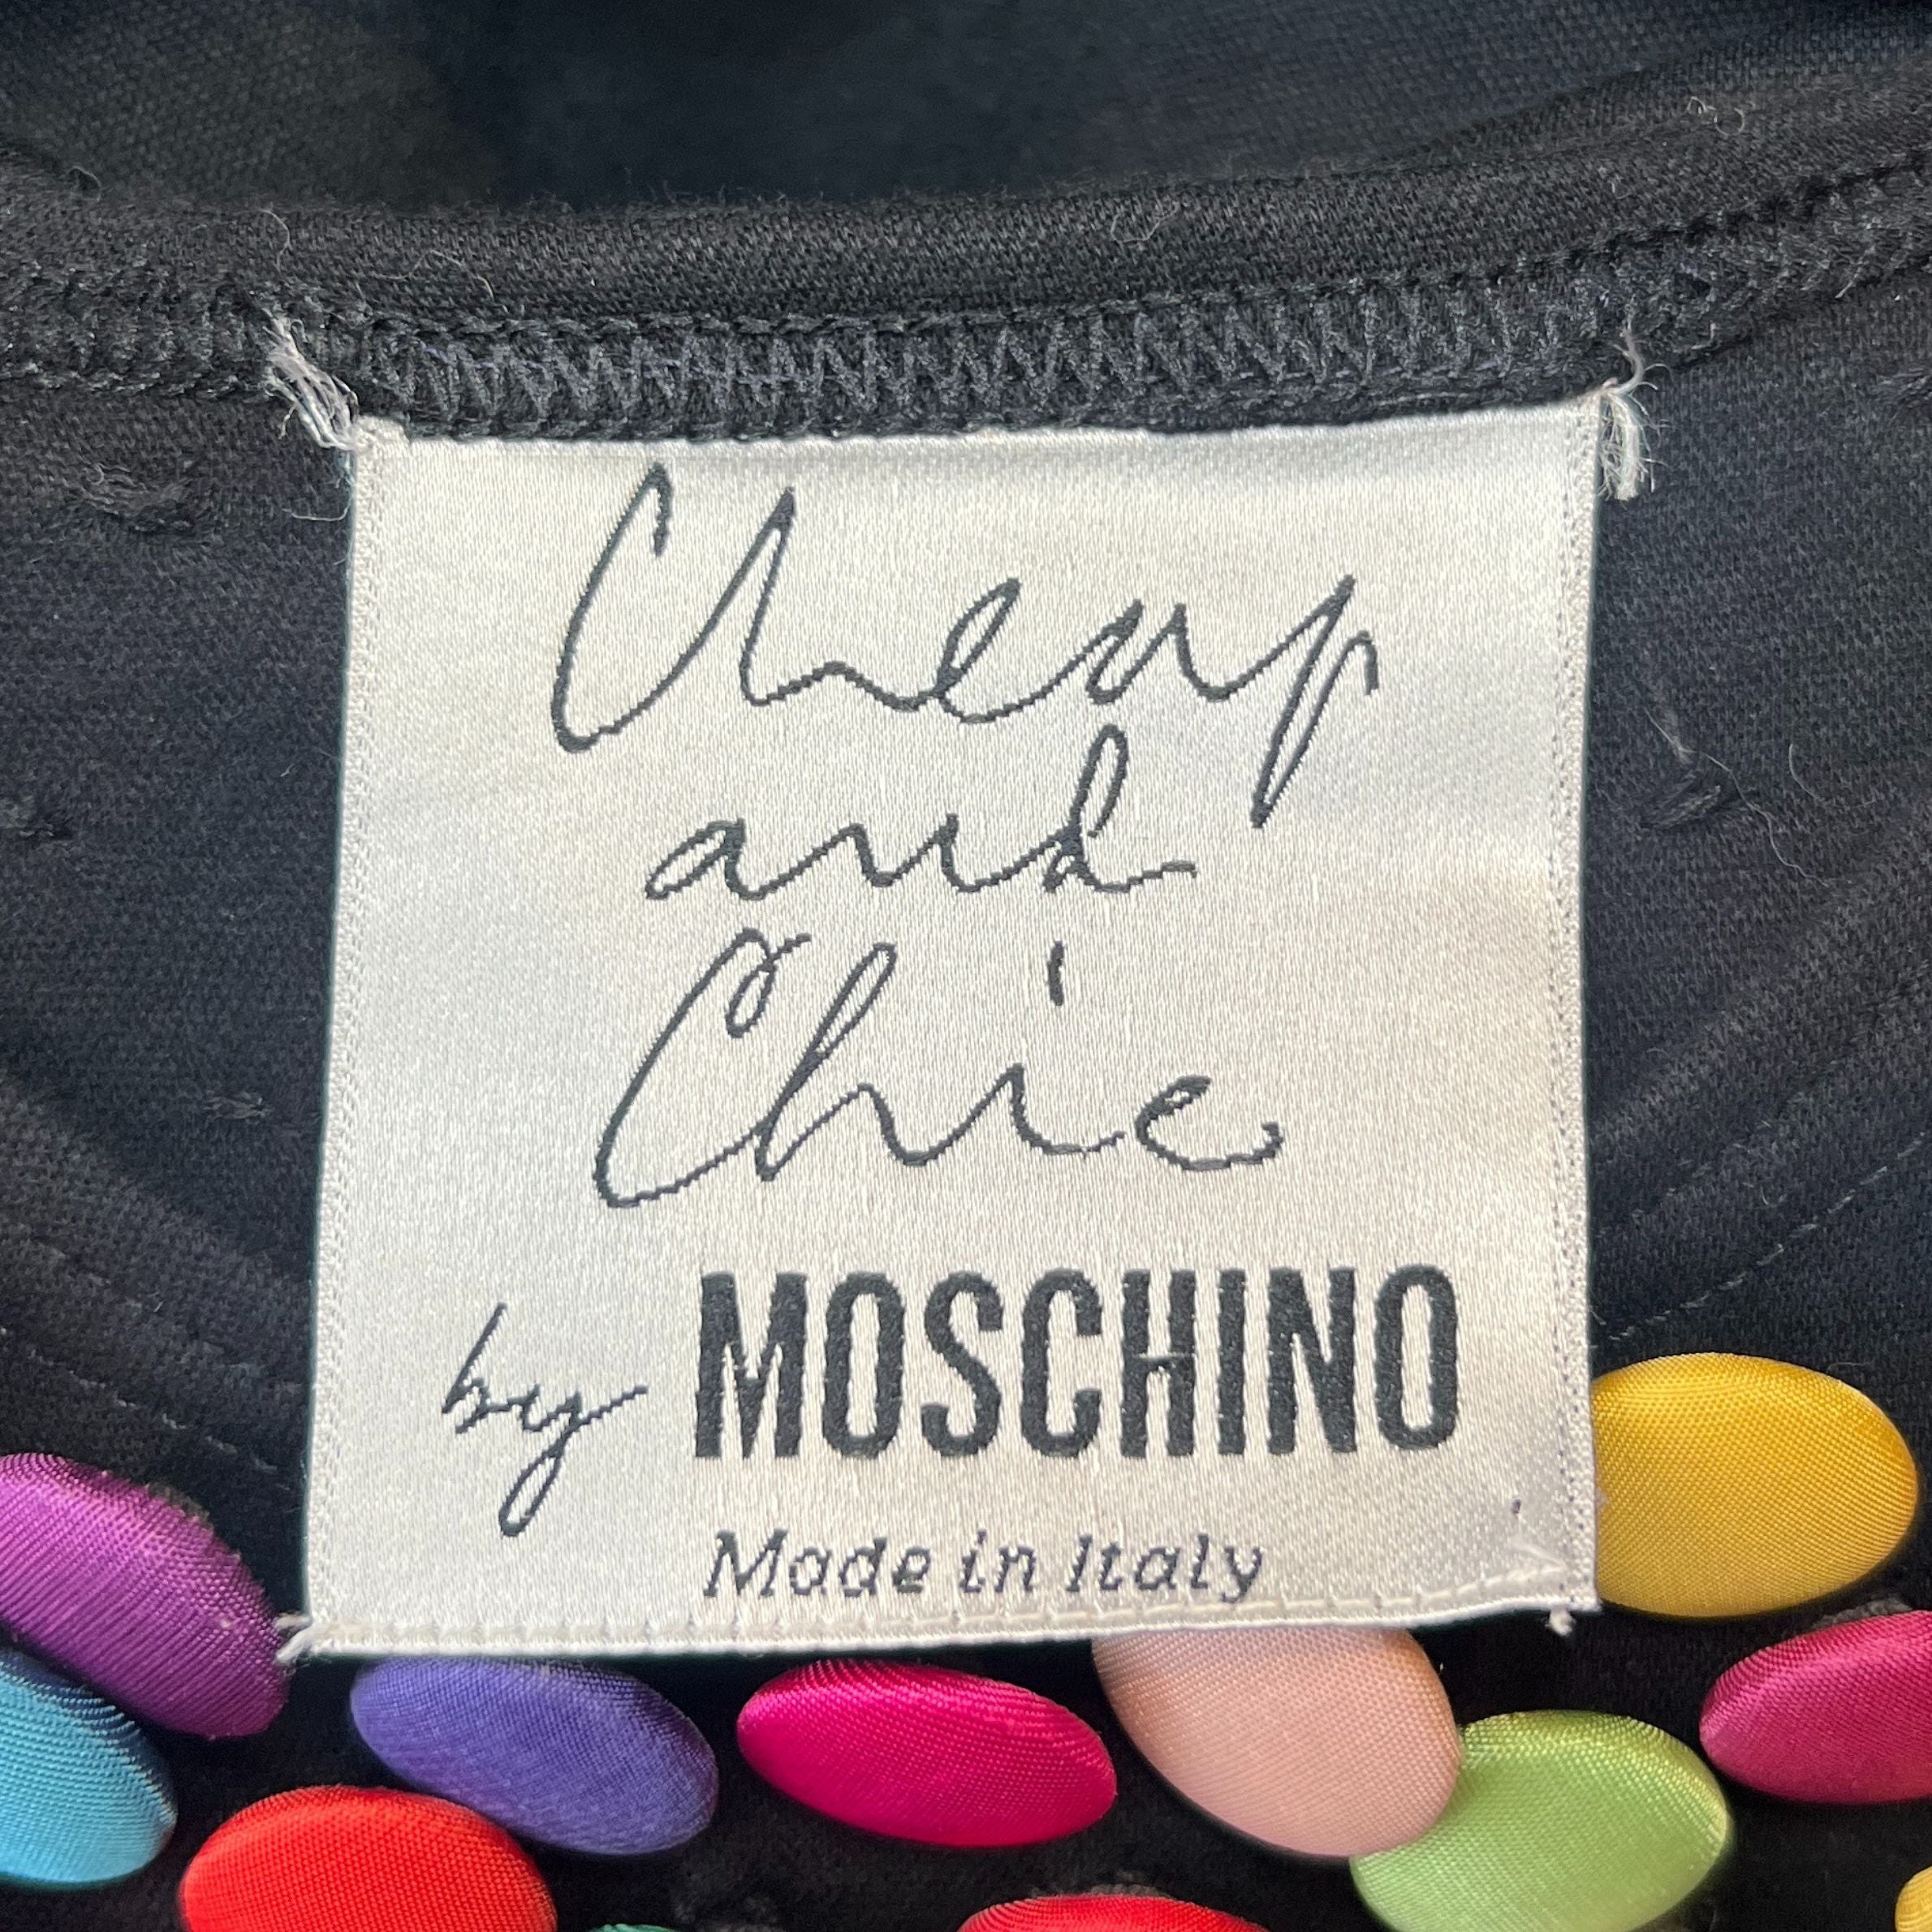 Cheap
and
Chic
by MOSCHINO
Made in Italy